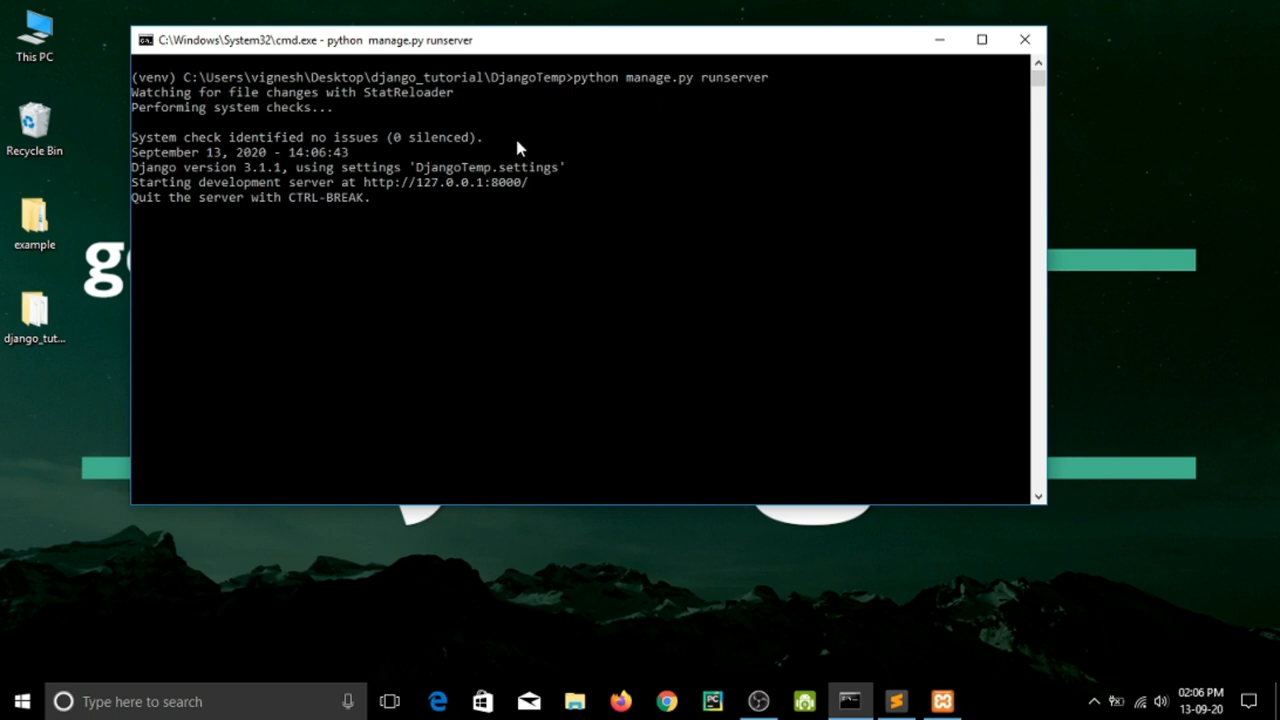 This PC
Recycle Bin
example
django_tut...
C:\Windows\System32\cmd.exe - python  manage.py runserver
(venv) C:\Users\vignesh\Desktop\django_tutorial\DjangoTemp>python manage.py runserver
Watching for file changes with StatReloader
Performing system checks...
System check identified no issues (0 silenced).
September 13, 2020 - 14:06:43
Django version 3.1.1, using settings 'DjangoTemp.settings'
Starting development server at http://127.0.0.1:8000/
Quit the server with CTRL-BREAK.
Type here to search
PC
02:06 PM
13-09-20